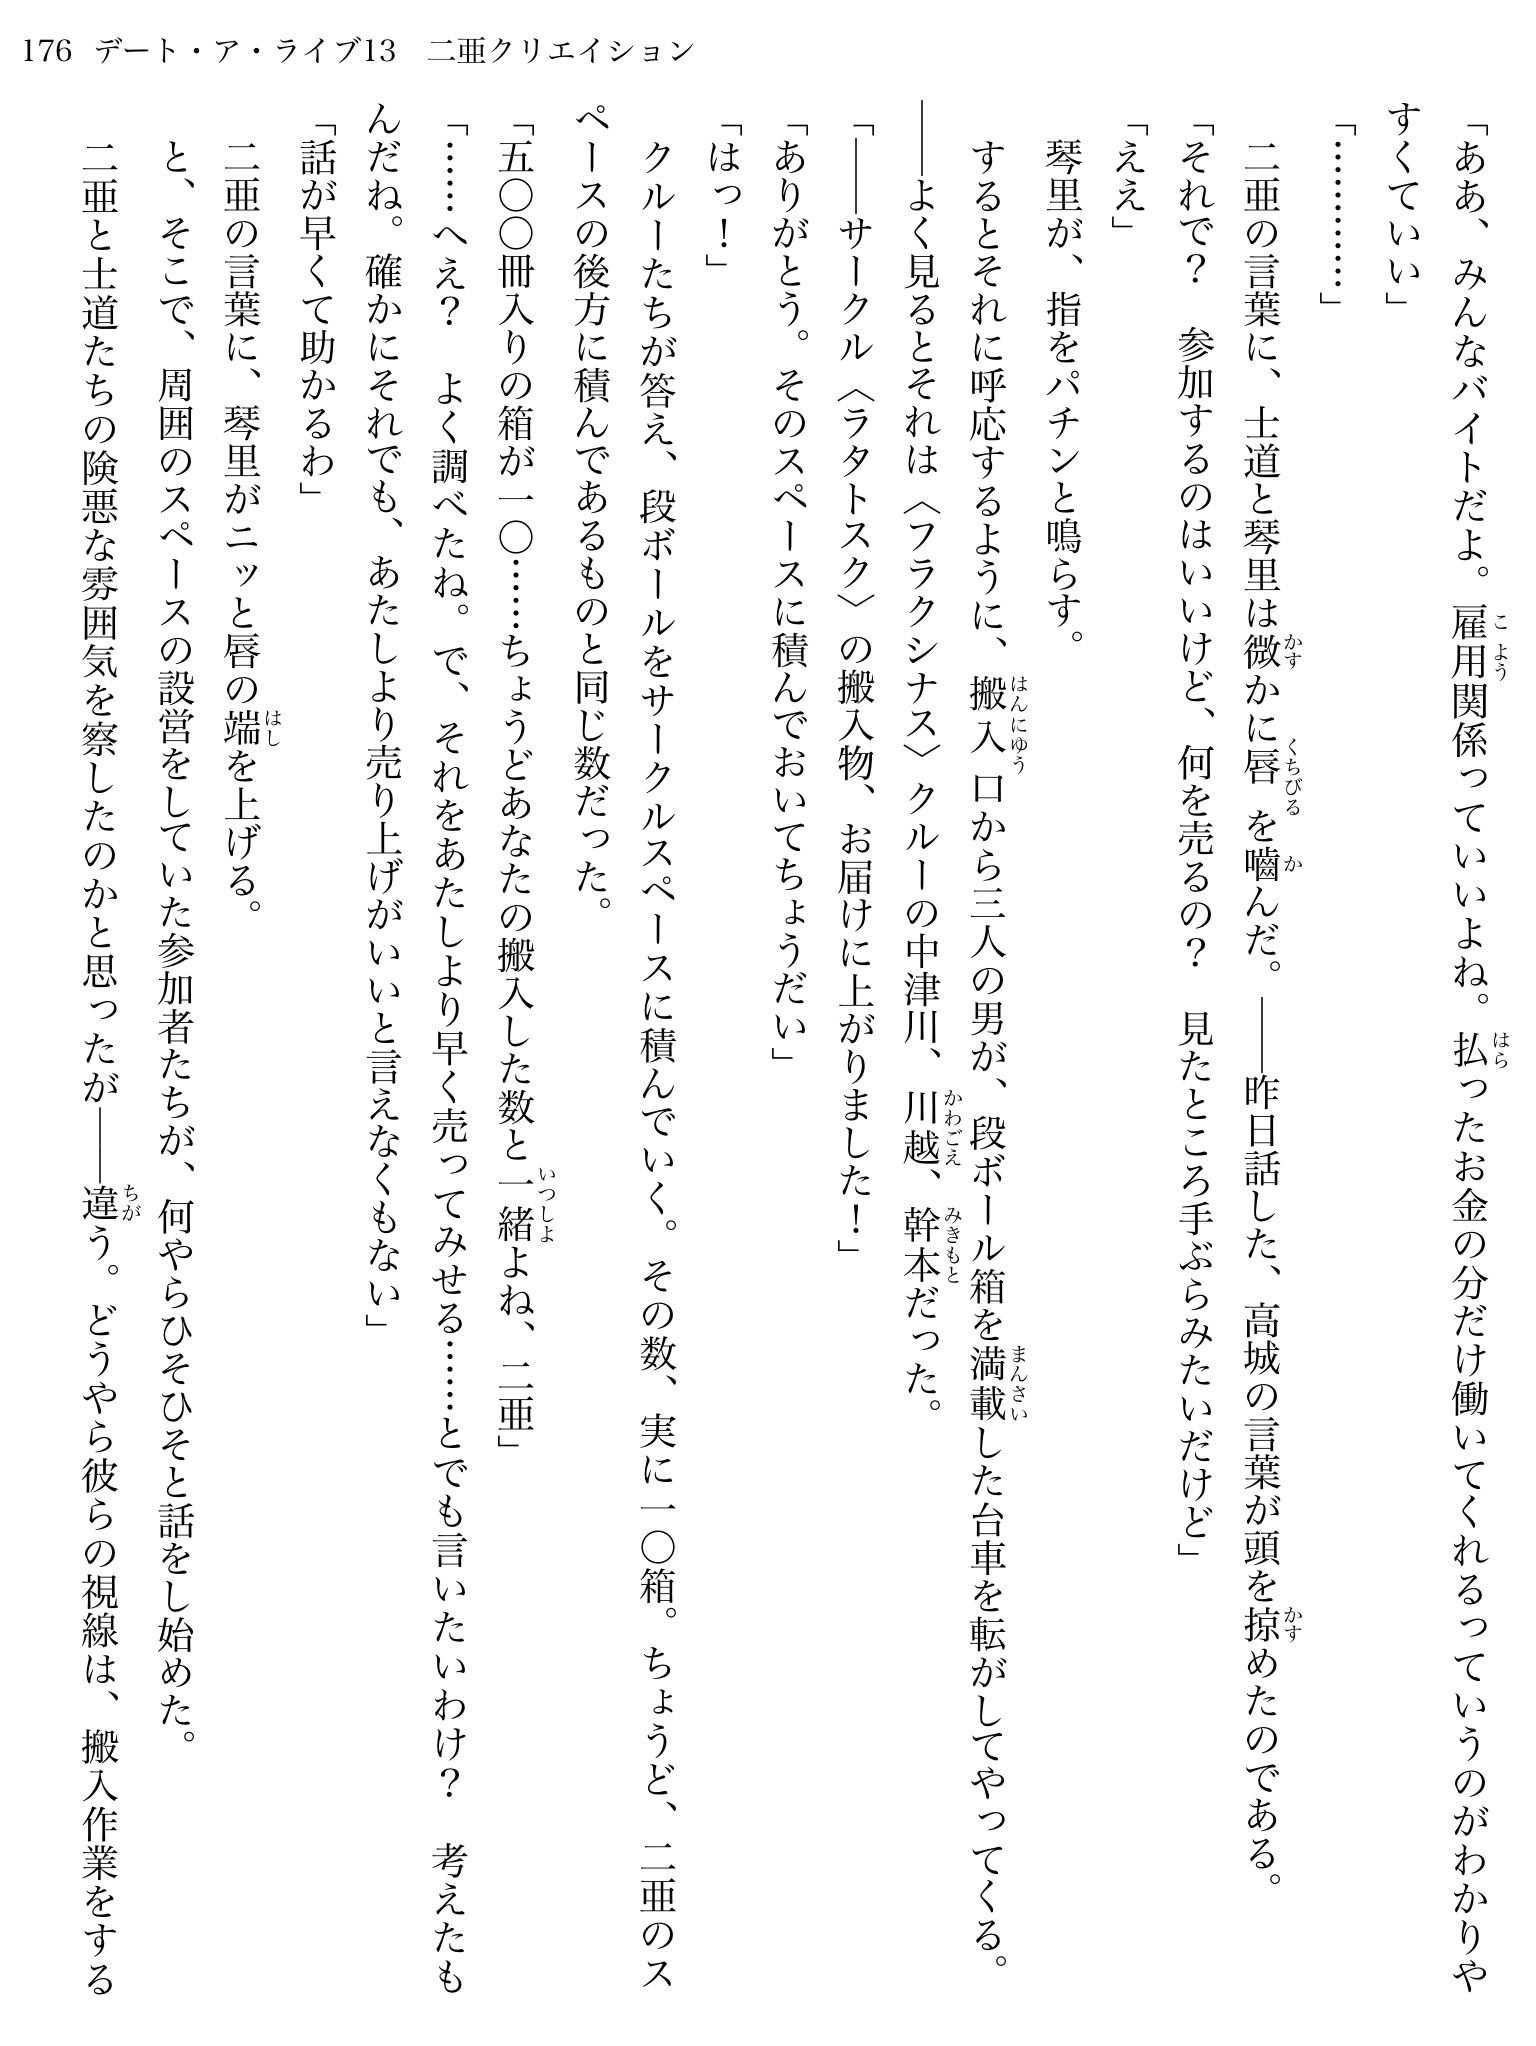 176 デート・ア・ライブ13　二亜クリエイション
「ああ、みんなバイトだよ。雇用関係っていいよね。払ったお金の分だけ働いてくれるっていうのがわかりや
すくていい」
「…………」
　二亜の言葉に、士道と琴里は微かに唇を嚙んだ。――昨日話した、高城の言葉が頭を掠めたのである。
「それで？　参加するのはいいけど、何を売るの？　見たところ手ぶらみたいだけど」
「ええ」
　琴里が、指をパチンと鳴らす。
　するとそれに呼応するように、搬入口から三人の男が、段ボール箱を満載した台車を転がしてやってくる。
――よく見るとそれは〈フラクシナス〉クルーの中津川、川越、幹本だった。
「――サークル〈ラタトスク〉の搬入物、お届けに上がりました！」
「ありがとう。そのスペースに積んでおいてちょうだい」
「はっ！」
　クルーたちが答え、段ボールをサークルスペースに積んでいく。その数、実に一〇箱。ちょうど、二亜のス
ペースの後方に積んであるものと同じ数だった。
「五〇〇冊入りの箱が一〇……ちょうどあなたの搬入した数と一緒よね、二亜」
「……へえ？　よく調べたね。で、それをあたしより早く売ってみせる……とでも言いたいわけ？　考えたも
んだね。確かにそれでも、あたしより売り上げがいいと言えなくもない」
「話が早くて助かるわ」
　二亜の言葉に、琴里がニッと唇の端を上げる。
　と、そこで、周囲のスペースの設営をしていた参加者たちが、何やらひそひそと話をし始めた。
　二亜と士道たちの険悪な雰囲気を察したのかと思ったが――違う。どうやら彼らの視線は、搬入作業をする